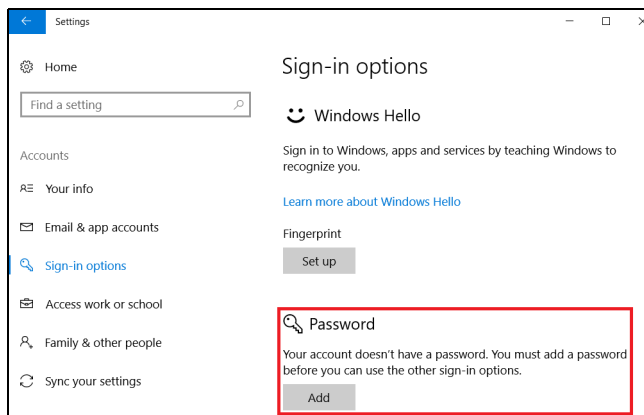 Settings
Home
Find a setting
Accounts
Your info
Email & app accounts
Sign-in options
Access work or school
Family & other people
Sync your settings
Sign-in options
Windows Hello
Sign in to Windows, apps and services by teaching Windows to
recognize you.
Learn more about Windows Hello
Fingerprint
Set up
Password
Your account doesn't have a password. You must add a password
before you can use the other sign-in options.
Add